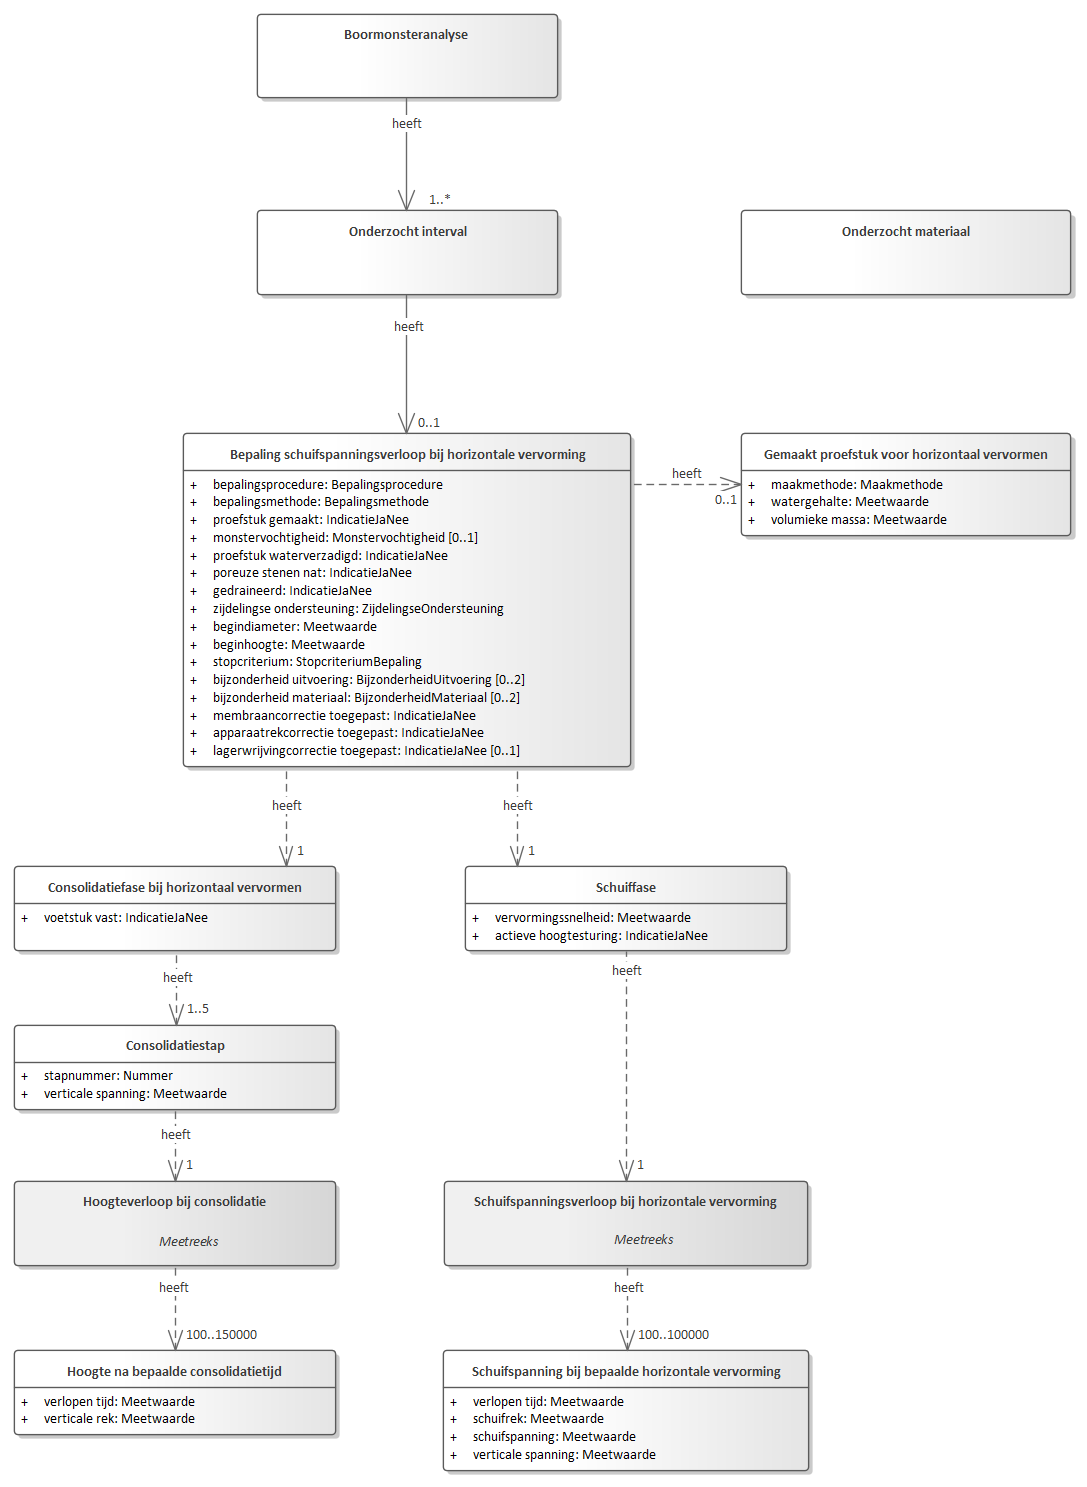 Boormonsteranalyse
heeft
1..*
Onderzocht interval
Onderzocht materiaal
heeft
0..1
Bepaling schuifspanningsverloop bij horizontale vervorming
+ bepalingsprocedure: Bepalingsprocedure
+ bepalingsmethode: Bepalingsmethode
+ proefstuk gemaakt: IndicatieJaNee
+ monstervochtigheid: Monstervochtigheid [0..1]
+ proefstuk waterverzadigd: IndicatieJaNee
+ poreuze stenen nat: IndicatieJaNee
+ gedraineerd: IndicatieJaNee
+ zijdelingse ondersteuning: ZijdelingseOndersteuning
+ begindiameter: Meetwaarde
+ beginhoogte: Meetwaarde
+ stopcriterium: StopcriteriumBepaling
+ bijzonderheid uitvoering: BijzonderheidUitvoering [0..2]
+ bijzonderheid materiaal: BijzonderheidMateriaal [0..2]
+ membraancorrectie toegepast: IndicatieJaNee
+ apparaatrekcorrectie toegepast: IndicatieJaNee
+ lagerwrijvingcorrectie toegepast: IndicatieJaNee [0..1]
heeft
0..1
Gemaakt proefstuk voor horizontaal vervormen
+ maakmethode: Maakmethode
+ watergehalte: Meetwaarde
+ volumieke massa: Meetwaarde
heeft
1
heeft
1
Consolidatiefase bij horizontaal vervormen
+ voetstuk vast: IndicatieJaNee
Schuiffase
+ vervormingssnelheid: Meetwaarde
+ actieve hoogtesturing: IndicatieJaNee
heeft
1..5
heeft
1
Consolidatiestap
+ stapnummer: Nummer
+ verticale spanning: Meetwaarde
heeft
1
Hoogteverloop bij consolidatie
Meetreeks
Schuifspanningsverloop bij horizontale vervorming
Meetreeks
heeft
100..150000
heeft
100..100000
Hoogte na bepaalde consolidatietijd
+ verlopen tijd: Meetwaarde
+ verticale rek: Meetwaarde
Schuifspanning bij bepaalde horizontale vervorming
+ verlopen tijd: Meetwaarde
+ schuifrek: Meetwaarde
+ schuifspanning: Meetwaarde
+ verticale spanning: Meetwaarde